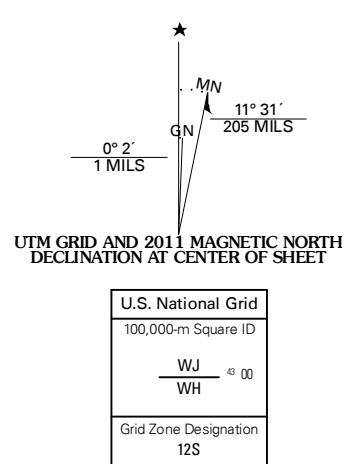 ★
MN
GN
11° 31´
205 MILS
0° 2´
1 MILS
UTM GRID AND 2011 MAGNETIC NORTH
DECLINATION AT CENTER OF SHEET
U.S. National Grid
100,000-m Square ID
WJ
43 00
WH
Grid Zone Designation
12S